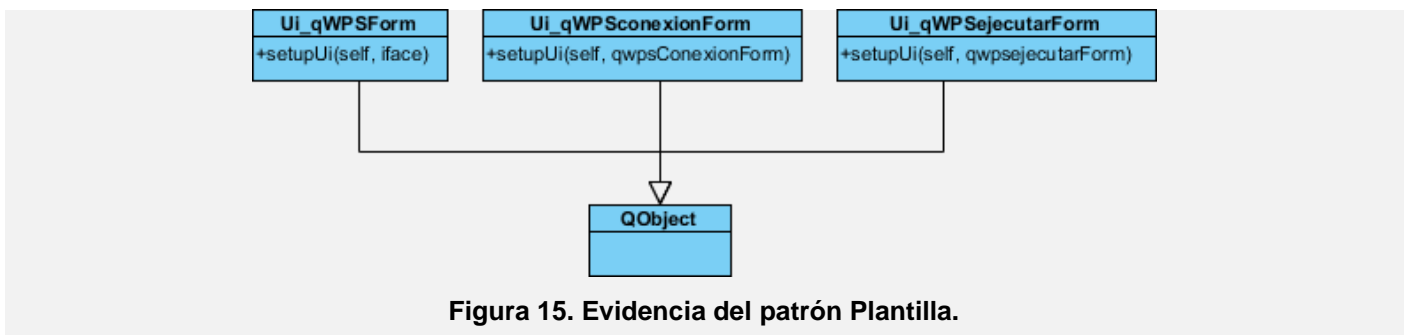 Ui_qWPSForm
+setupUi(self, iface)
Ui_qWPSconexionForm
+setupUi(self, qwpsConexionForm)
Ui_qWPSejecutarForm
+setupUi(self, qwpsejecutarForm)
QObject
Figura 15. Evidencia del patrón Plantilla.